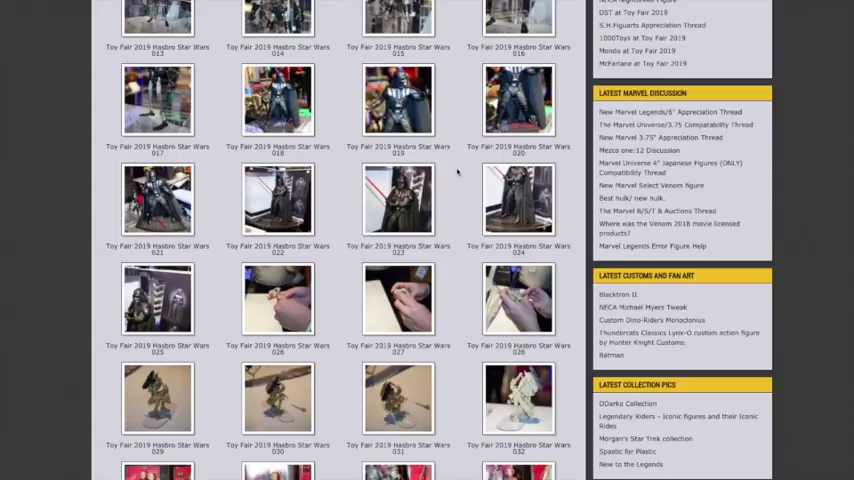 DST at Toy Fair 2019
S.H.Figuarts Appreciation Thread
1000Toys at Toy Fair 2019
Mondo at Toy Fair 2019
McFarlane at Toy Fair 2019
Toy Fair 2019 Hasbro Star Wars 013
Toy Fair 2019 Hasbro Star Wars 014
Toy Fair 2019 Hasbro Star Wars 015
Toy Fair 2019 Hasbro Star Wars 016
Toy Fair 2019 Hasbro Star Wars 017
Toy Fair 2019 Hasbro Star Wars 018
Toy Fair 2019 Hasbro Star Wars 019
Toy Fair 2019 Hasbro Star Wars 020
Toy Fair 2019 Hasbro Star Wars 021
Toy Fair 2019 Hasbro Star Wars 022
Toy Fair 2019 Hasbro Star Wars 023
Toy Fair 2019 Hasbro Star Wars 024
Toy Fair 2019 Hasbro Star Wars 025
Toy Fair 2019 Hasbro Star Wars 026
Toy Fair 2019 Hasbro Star Wars 027
Toy Fair 2019 Hasbro Star Wars 028
Toy Fair 2019 Hasbro Star Wars 029
Toy Fair 2019 Hasbro Star Wars 030
Toy Fair 2019 Hasbro Star Wars 031
Toy Fair 2019 Hasbro Star Wars 032
LATEST MARVEL DISCUSSION
New Marvel Legends/6" Appreciation Thread
The Marvel Universe/3.75 Compatability Thread
New Marvel 3.75" Appreciation Thread
Mezco one:12 Discussion
Marvel Universe 4" Japanese Figures (ONLY)
Compatibility Thread
New Marvel Select Venom figure
Best hulk/ new hulk.
The Marvel B/S/T & Auctions Thread
Where was the Venom 2018 movie licensed
products?
Marvel Legends Error Figure Help
LATEST CUSTOMS AND FAN ART
Blacktron II
NECA Michael Myers Tweak
Custom Dino-Riders Monoclonius
Thundercats Classics Lynx-O custom action figure
by Hunter Knight Customs.
Batman
LATEST COLLECTION PICS
DDarko Collection
Legendary Riders - Iconic figures and their Iconic
Rides
Morgan's Star Trek collection
Spastic for Plastic
New to the Legends